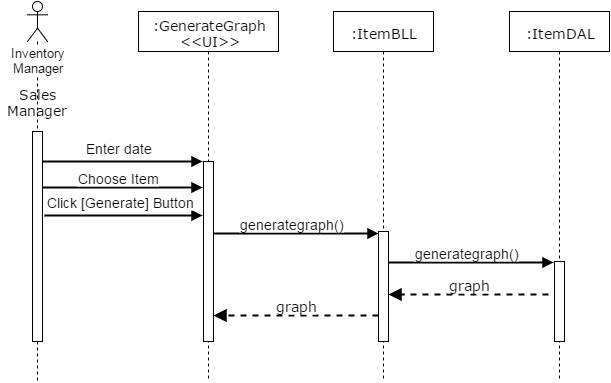 :GenerateGraph
<<UI>>
:ItemBLL
:ItemDAL
Inventory
Manager
Sales
Manager
Enter date
Choose Item
Click [Generate] Button
generategraph()
generategraph()
graph
graph